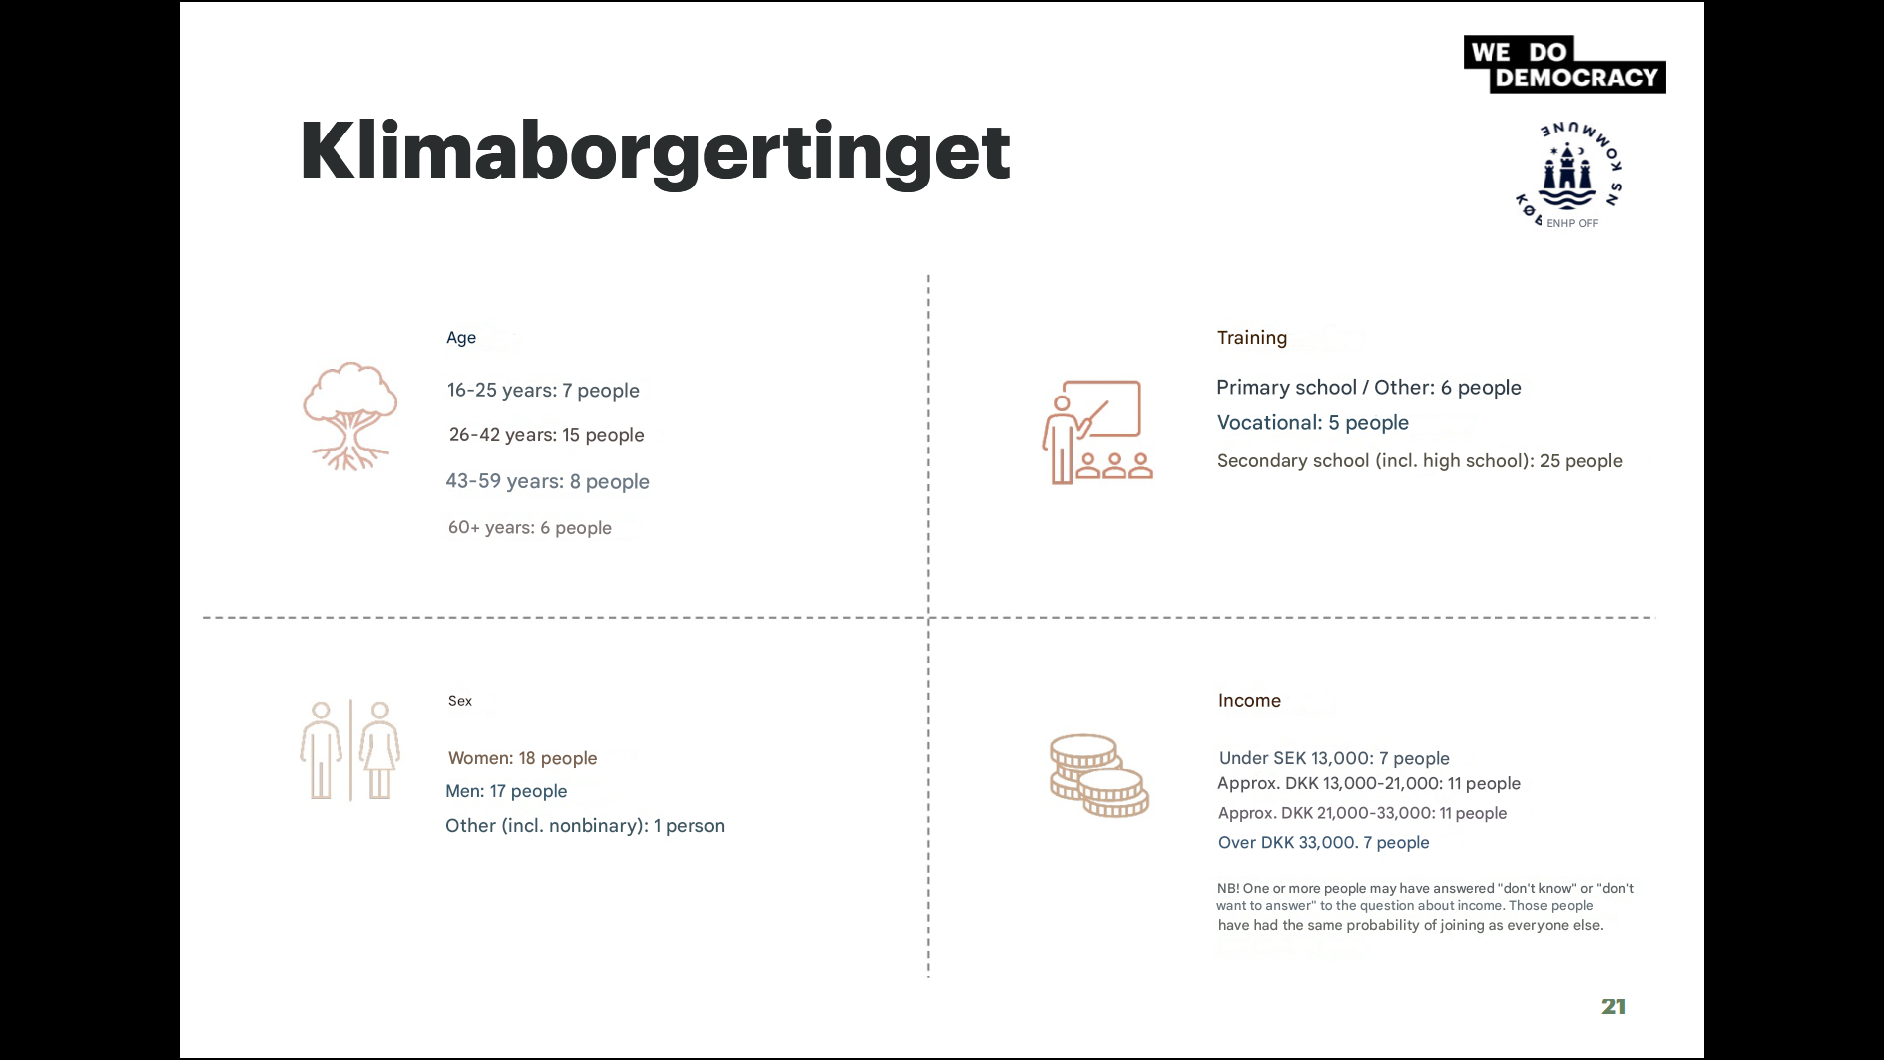 WE DO
DEMOCRACY
Klimaborgertinget
KØB
NS KOMMUNE
ENHP OFF
Age
16-25 years: 7 people
26-42 years: 15 people
43-59 years: 8 people
60+ years: 6 people
Training
Primary school / Other: 6 people
Vocational: 5 people
Secondary school (incl. high school): 25 people
Sex
Women: 18 people
Men: 17 people
Other (incl. nonbinary): 1 person
Income
Under SEK 13,000: 7 people
Approx. DKK 13,000-21,000: 11 people
Approx. DKK 21,000-33,000: 11 people
Over DKK 33,000. 7 people
NB! One or more people may have answered "don't know" or "don't
want to answer" to the question about income. Those people
have had the same probability of joining as everyone else.
21